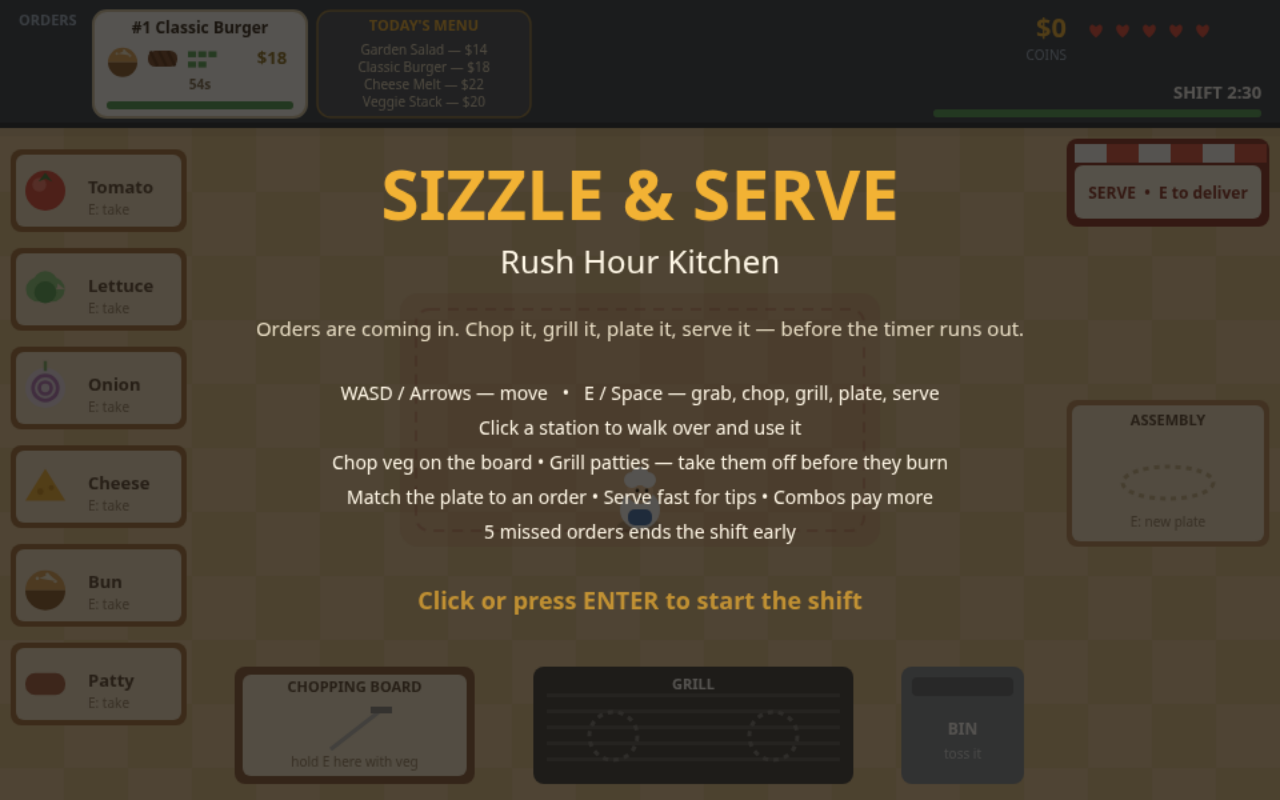 ORDERS
#1 Classic Burger
$18
54s
TODAY'S MENU
Garden Salad — $14
Classic Burger — $18
Cheese Melt — $22
Veggie Stack — $20
$0
COINS
SHIFT 2:30
SIZZLE & SERVE
Rush Hour Kitchen
Orders are coming in. Chop it, grill it, plate it, serve it — before the timer runs out.
WASD / Arrows — move • E / Space — grab, chop, grill, plate, serve
Click a station to walk over and use it
Chop veg on the board • Grill patties — take them off before they burn
Match the plate to an order • Serve fast for tips • Combos pay more
5 missed orders ends the shift early
Click or press ENTER to start the shift
Tomato
E: take
Lettuce
E: take
Onion
E: take
Cheese
E: take
Bun
E: take
Patty
E: take
SERVE • E to deliver
ASSEMBLY
E: new plate
CHOPPING BOARD
hold E here with veg
GRILL
BIN
toss it